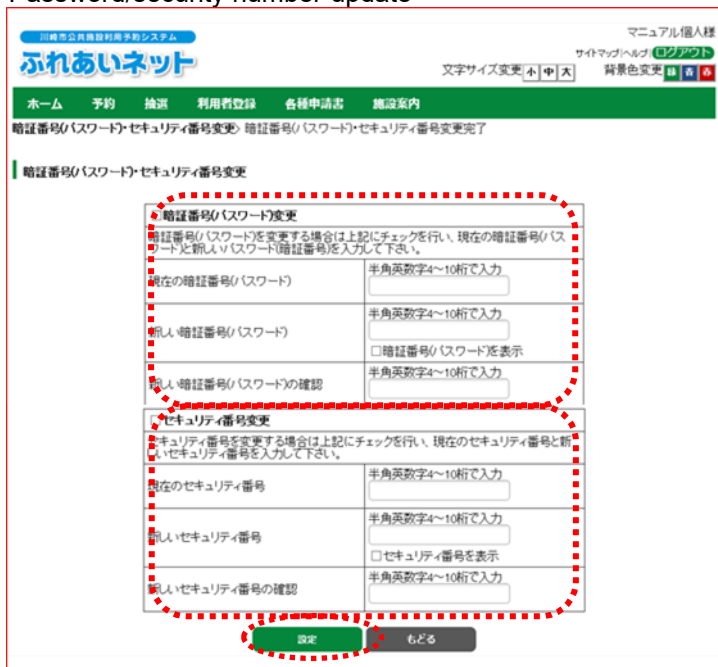 Password/security number update
川崎市公共施設利用予約システム
ふれあいネット
マニュアル個人様
サイトマップ/ヘルプ/ログアウト
文字サイズ変更 小 中 大 背景色変更 緑 青 赤
ホーム 予約 抽選 利用者登録 各種申請書 施設案内
暗証番号(パスワード)・セキュリティ番号変更> 暗証番号(パスワード)・セキュリティ番号変更完了
暗証番号(パスワード)・セキュリティ番号変更
□暗証番号(パスワード)変更
暗証番号(パスワード)を変更する場合は上記にチェックを行い、現在の暗証番号(パス
ワード)と新しいパスワード(暗証番号)を入力して下さい。
現在の暗証番号(パスワード)
半角英数字4~10桁で入力
新しい暗証番号(パスワード)
半角英数字4~10桁で入力
□暗証番号(パスワード)を表示
新しい暗証番号(パスワード)の確認
半角英数字4~10桁で入力
□セキュリティ番号変更
セキュリティ番号を変更する場合は上記にチェックを行い、現在のセキュリティ番号と新
しいセキュリティ番号を入力して下さい。
現在のセキュリティ番号
半角英数字4~10桁で入力
新しいセキュリティ番号
半角英数字4~10桁で入力
□セキュリティ番号を表示
新しいセキュリティ番号の確認
半角英数字4~10桁で入力
設定 もどる